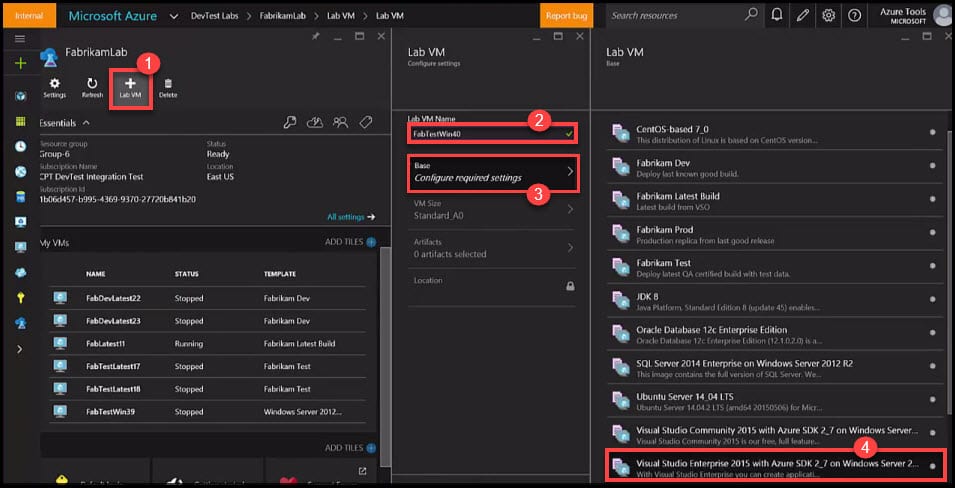 Internal
Microsoft Azure
DevTest Labs > FabrikamLab > Lab VM > Lab VM
Report bug
Search resources
Azure Tools
MICROSOFT
FabrikamLab
1
Settings
Refresh
Lab VM
Delete
Essentials
Resource group
Group-6
Status
Ready
Subscription Name
CPT DevTest Integration Test
Location
East US
Subscription Id
1b06d457-b995-4369-9370-27720b841b20
All settings
My VMs
ADD TILES
NAME STATUS TEMPLATE
FabDevLatest22 Stopped Fabrikam Dev
FabDevLatest23 Stopped Fabrikam Dev
FabLatest11 Running Fabrikam Latest Build
FabTestLatest17 Stopped Fabrikam Test
FabTestLatest18 Stopped Fabrikam Test
FabTestWin39 Stopped Windows Server 2012...
ADD TILES
Lab VM
Configure settings
Lab VM Name
2
FabTestWin40
Base
Configure required settings
3
VM Size
Standard_A0
Artifacts
0 artifacts selected
Location
Lab VM
Base
CentOS-based 7_0
This distribution of Linux is based on CentOS version...
Fabrikam Dev
Deploy last known good build.
Fabrikam Latest Build
Latest build from VSO
Fabrikam Prod
Production replica from last good release
Fabrikam Test
Deploy latest QA certified build with test data.
JDK 8
Java Platform, Standard Edition 8 (update 45) enables...
Oracle Database 12c Enterprise Edition
Oracle Database 12c Enterprise Edition (12.1.0.2.0) is a...
SQL Server 2014 Enterprise on Windows Server 2012 R2
This image contains the full version of SQL Server. We...
Ubuntu Server 14_04 LTS
Ubuntu Server 14.04.2 LTS (amd64 20150506) for Micr...
Visual Studio Community 2015 with Azure SDK 2_7 on Windows Server...
Visual Studio Community 2015 is our free, full feature...
4
Visual Studio Enterprise 2015 with Azure SDK 2_7 on Windows Server 2...
With Visual Studio Enterprise you can create applicati...